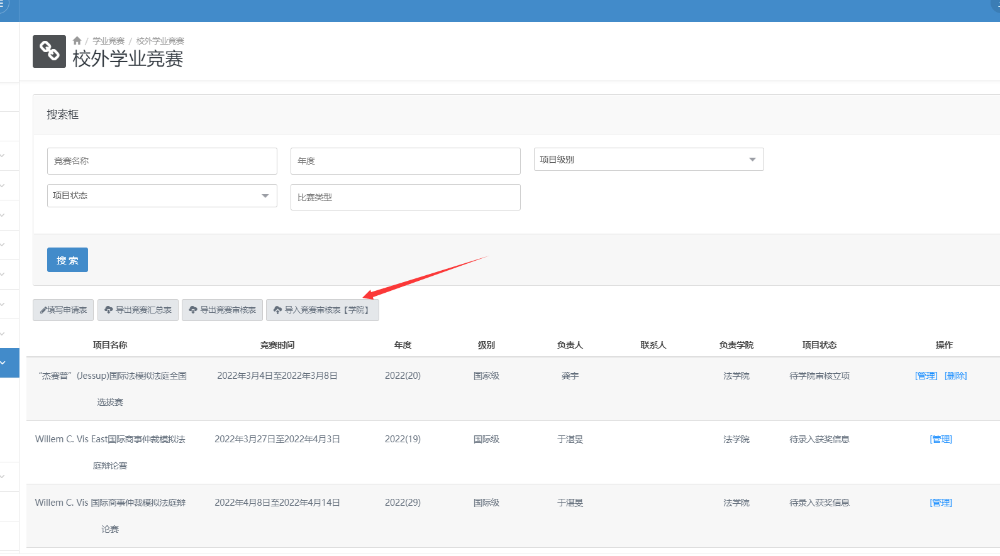 / 学业竞赛 / 校外学业竞赛
校外学业竞赛
搜索框
竞赛名称 年度 项目级别
项目状态 比赛类型
搜 索
填写申请表 导出竞赛汇总表 导出竞赛审核表 导入竞赛审核表【学院】
项目名称 竞赛时间 年度 级别 负责人 联系人 负责学院 项目状态 操作
“杰赛普”(Jessup)国际法模拟法庭全国 2022年3月4日至2022年3月8日 2022(20) 国家级 龚宇 法学院 待学院审核立项 [管理] [删除]
选拔赛
Willem C. Vis East国际商事仲裁模拟法 2022年3月27日至2022年4月3日 2022(19) 国际级 于湛旻 法学院 待录入获奖信息 [管理]
庭辩论赛
Willem C. Vis 国际商事仲裁模拟法庭辩 2022年4月8日至2022年4月14日 2022(29) 国际级 于湛旻 法学院 待录入获奖信息 [管理]
论赛